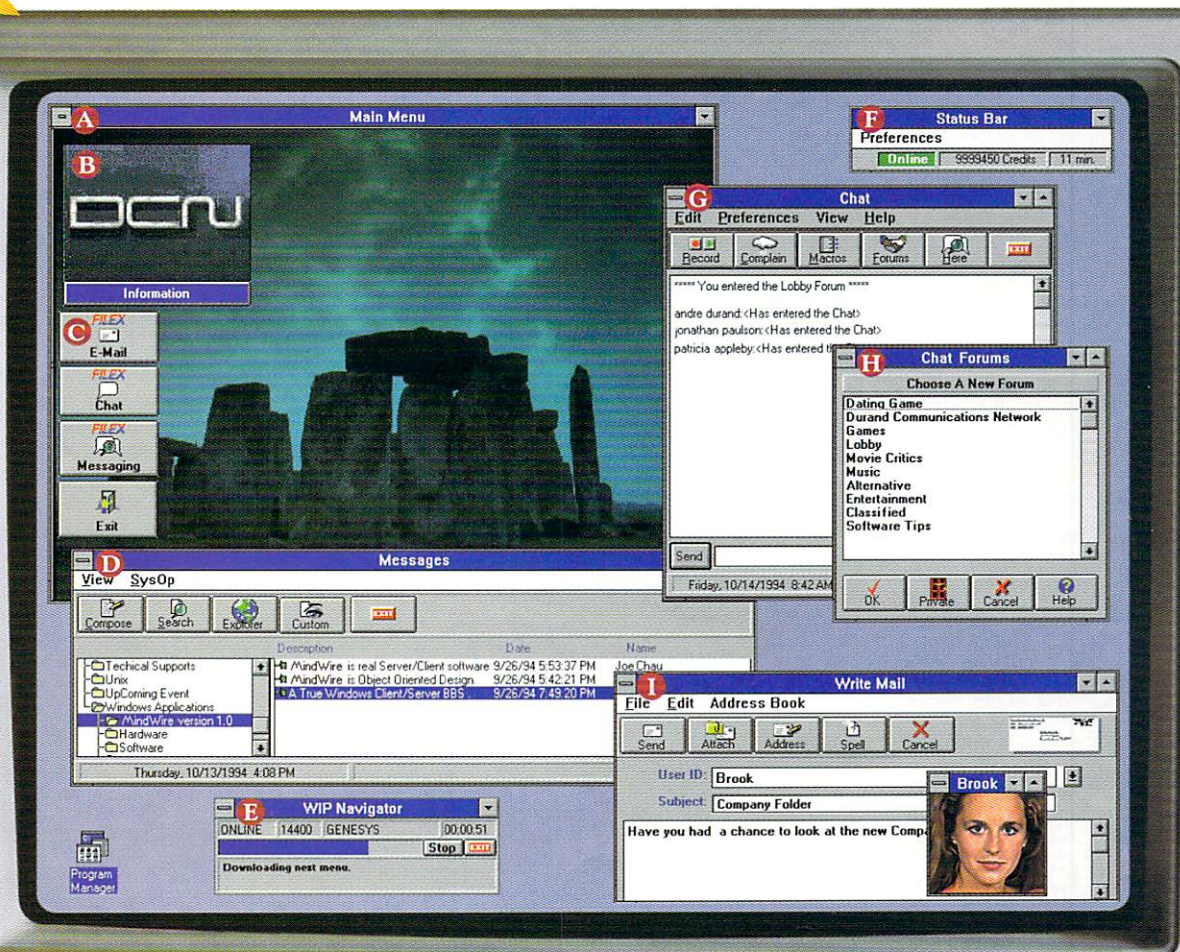 A
Main Menu
B
DCN
Information
C
FILEX
E-Mail
FILEX
Chat
FILEX
Messaging
Exit
F
Status Bar
Preferences
Online 9999450 Credits 11 min.
G
Chat
Edit Preferences View Help
Record Complain Macros Forums Here EXIT
***** You entered the Lobby Forum *****
andre durand:<Has entered the Chat>
jonathan paulson:<Has entered the Chat>
patricia appleby:<Has entered
Send
Friday, 10/14/1994 8:42 AM
H
Chat Forums
Choose A New Forum
Dating Game
Durand Communications Network
Games
Lobby
Movie Critics
Music
Alternative
Entertainment
Classified
Software Tips
OK Private Cancel Help
D
Messages
View SysOp
Compose Search Explorer Custom EXIT
Description Date Name
Techical Supports
Unix
UpComing Event
Windows Applications
MindWire version 1.0
Hardware
Software
MindWire is real Server/Client software 9/26/94 5:53:37 PM Joe Chau
MindWire is Object Oriented Design 9/26/94 5:42:21 PM
A True Windows Client/Server BBS 9/26/94 7:49:20 PM
Thursday, 10/13/1994 4:08 PM
E
WIP Navigator
ONLINE 14400 GENESYS 00:00:51
Stop EXIT
Downloading next menu.
Program
Manager
I
Write Mail
File Edit Address Book
Send Attach Address Spell Cancel
User ID: Brook
Subject: Company Folder
Have you had a chance to look at the new
Brook